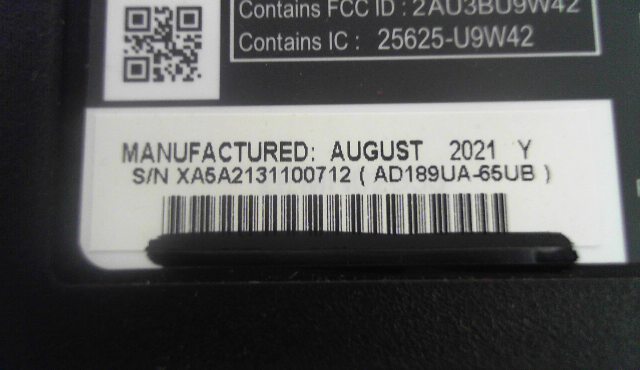 Contains FCC ID : 2AU3BU9W42
Contains IC : 25625-U9W42
MANUFACTURED: AUGUST 2021 Y
S/N XA5A2131100712 ( AD189UA-65UB )